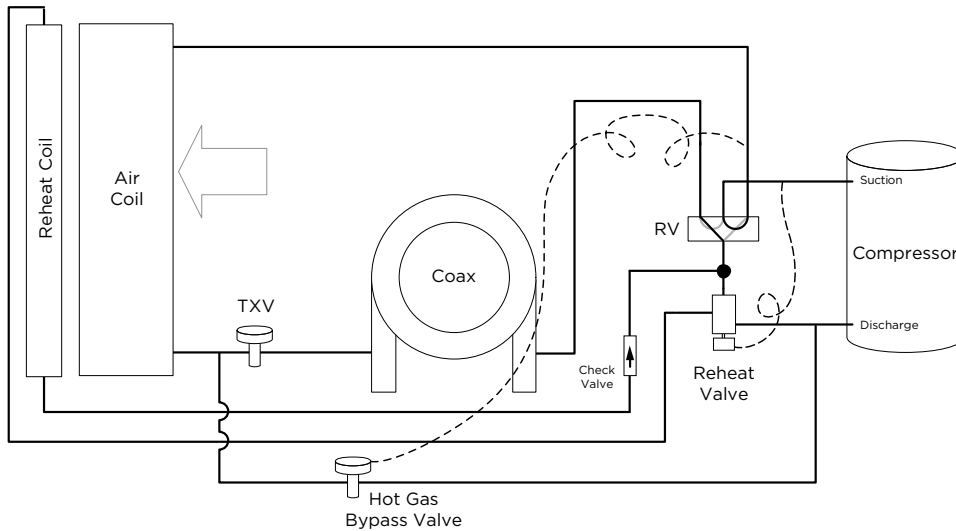 Reheat Coil
Air
Coil
TXV
Coax
RV
Suction
Compressor
Discharge
Check
Valve
Reheat
Valve
Hot Gas
Bypass Valve